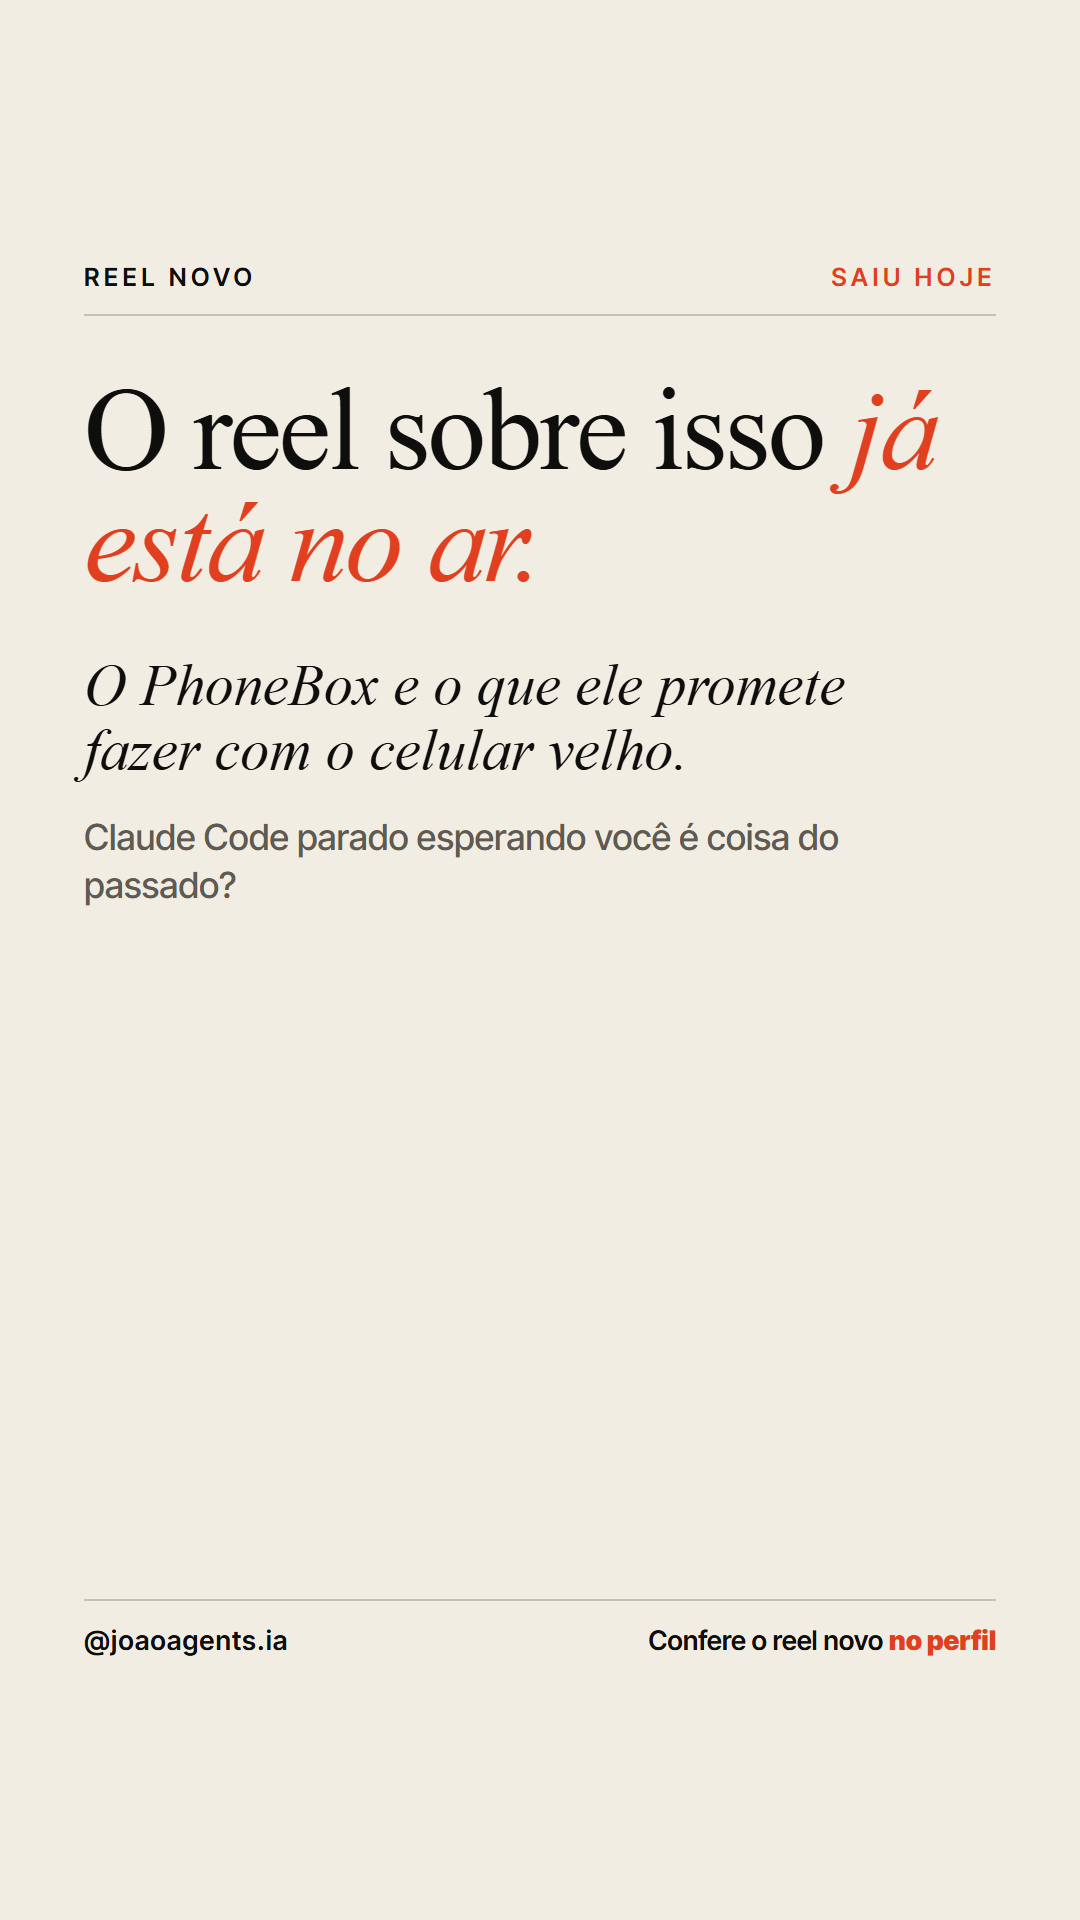 REEL NOVO
SAIU HOJE
O reel sobre isso já
está no ar.
O PhoneBox e o que ele promete
fazer com o celular velho.
Claude Code parado esperando você é coisa do
passado?
@joaoagents.ia
Confere o reel novo no perfil